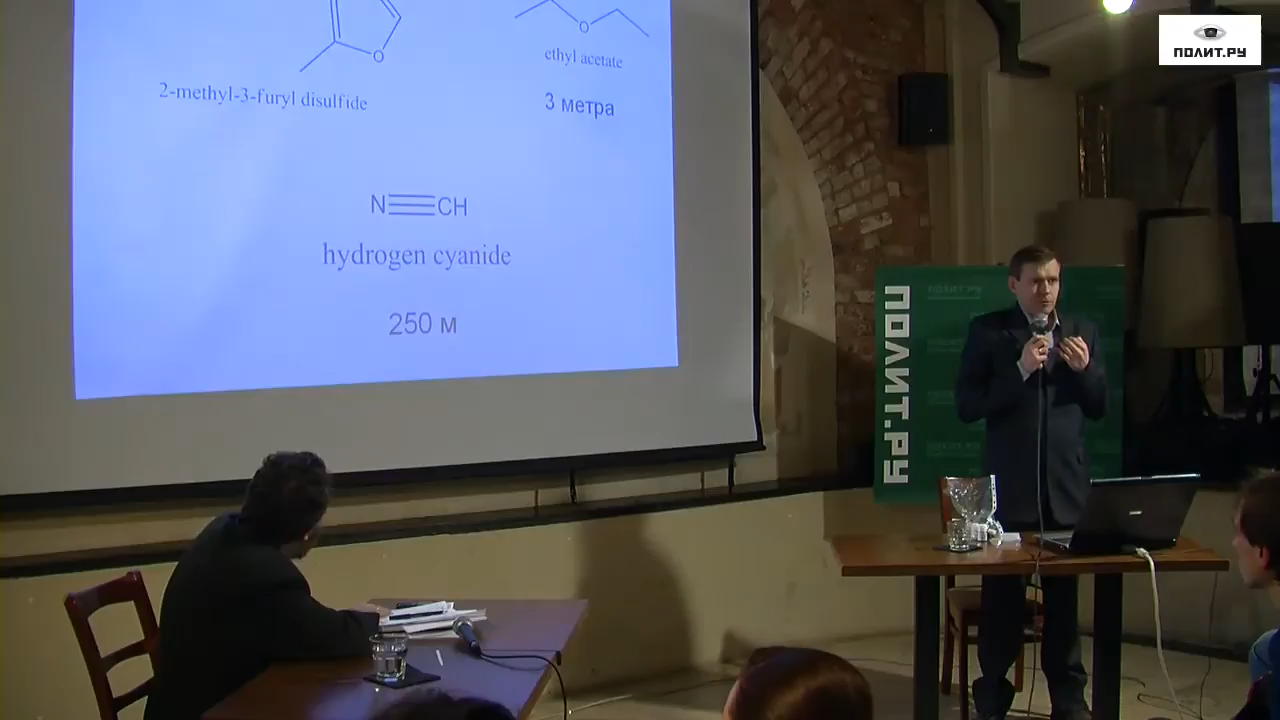 ПОЛИТ.РУ
O
O
ethyl acetate
2-methyl-3-furyl disulfide
3 метра
N≡CH
hydrogen cyanide
250 м
ПОЛИТ.РУ